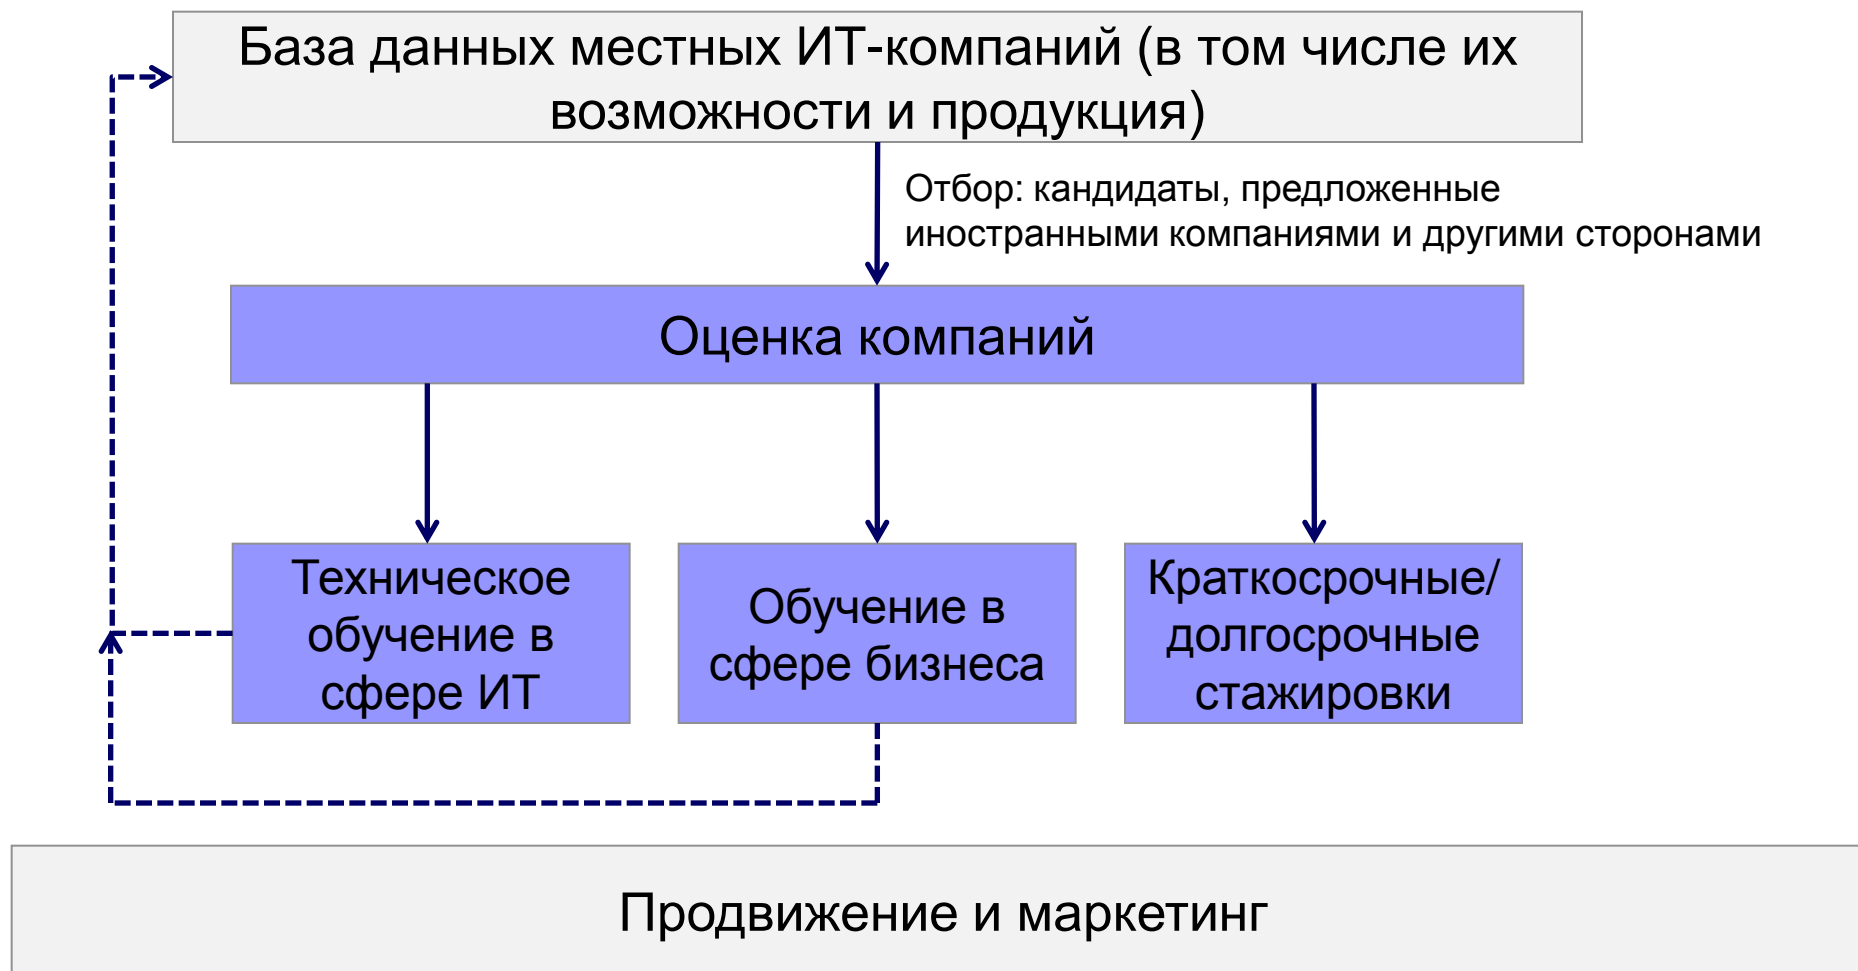 База данных местных ИТ-компаний (в том числе их
возможности и продукция)
Отбор: кандидаты, предложенные
иностранными компаниями и другими сторонами
Оценка компаний
Техническое
обучение в
сфере ИТ
Обучение в
сфере бизнеса
Краткосрочные/
долгосрочные
стажировки
Продвижение и маркетинг